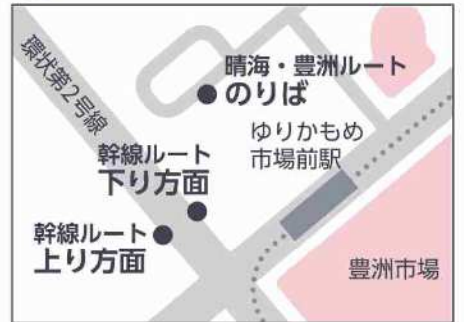 環状第2号線
晴海・豊洲ルート
のりば
ゆりかもめ
市場前駅
幹線ルート
下り方面
幹線ルート
上り方面
豊洲市場